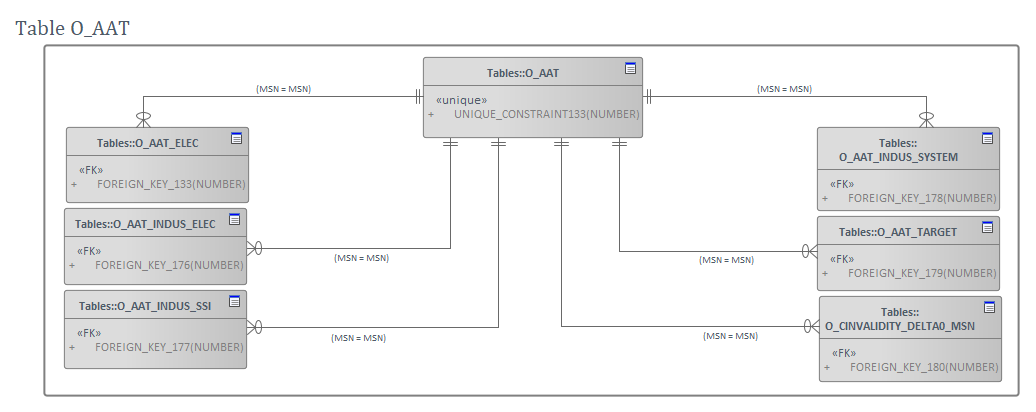 Table O_AAT
Tables::O_AAT
«unique»
+ UNIQUE_CONSTRAINT133(NUMBER)
(MSN = MSN)
(MSN = MSN)
Tables::O_AAT_ELEC
«FK»
+ FOREIGN_KEY_133(NUMBER)
Tables::
O_AAT_INDUS_SYSTEM
«FK»
+ FOREIGN_KEY_178(NUMBER)
Tables::O_AAT_INDUS_ELEC
«FK»
+ FOREIGN_KEY_176(NUMBER)
(MSN = MSN)
Tables::O_AAT_TARGET
«FK»
+ FOREIGN_KEY_179(NUMBER)
(MSN = MSN)
Tables::O_AAT_INDUS_SSI
«FK»
+ FOREIGN_KEY_177(NUMBER)
(MSN = MSN)
Tables::
O_CINVALIDITY_DELTA0_MSN
«FK»
+ FOREIGN_KEY_180(NUMBER)
(MSN = MSN)